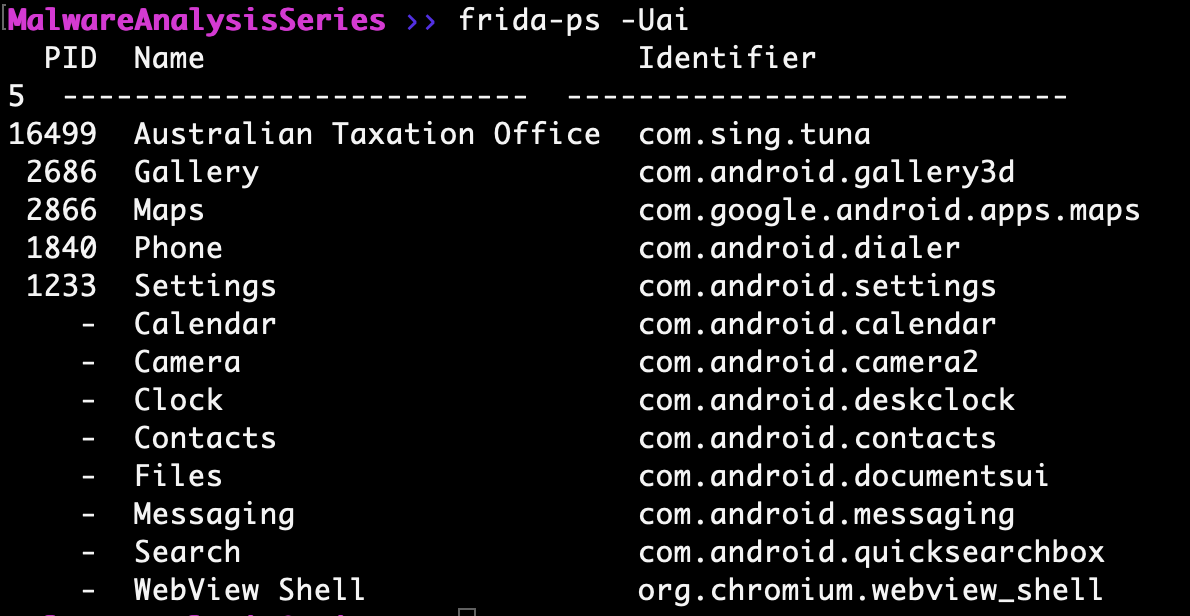 MalwareAnalysisSeries >> frida-ps -Uai
  PID  Name                        Identifier
5  --------------------------  ----------------------------
16499  Australian Taxation Office  com.sing.tuna
 2686  Gallery                     com.android.gallery3d
 2866  Maps                        com.google.android.apps.maps
 1840  Phone                       com.android.dialer
 1233  Settings                    com.android.settings
    -  Calendar                    com.android.calendar
    -  Camera                      com.android.camera2
    -  Clock                       com.android.deskclock
    -  Contacts                    com.android.contacts
    -  Files                       com.android.documentsui
    -  Messaging                   com.android.messaging
    -  Search                      com.android.quicksearchbox
    -  WebView Shell               org.chromium.webview_shell